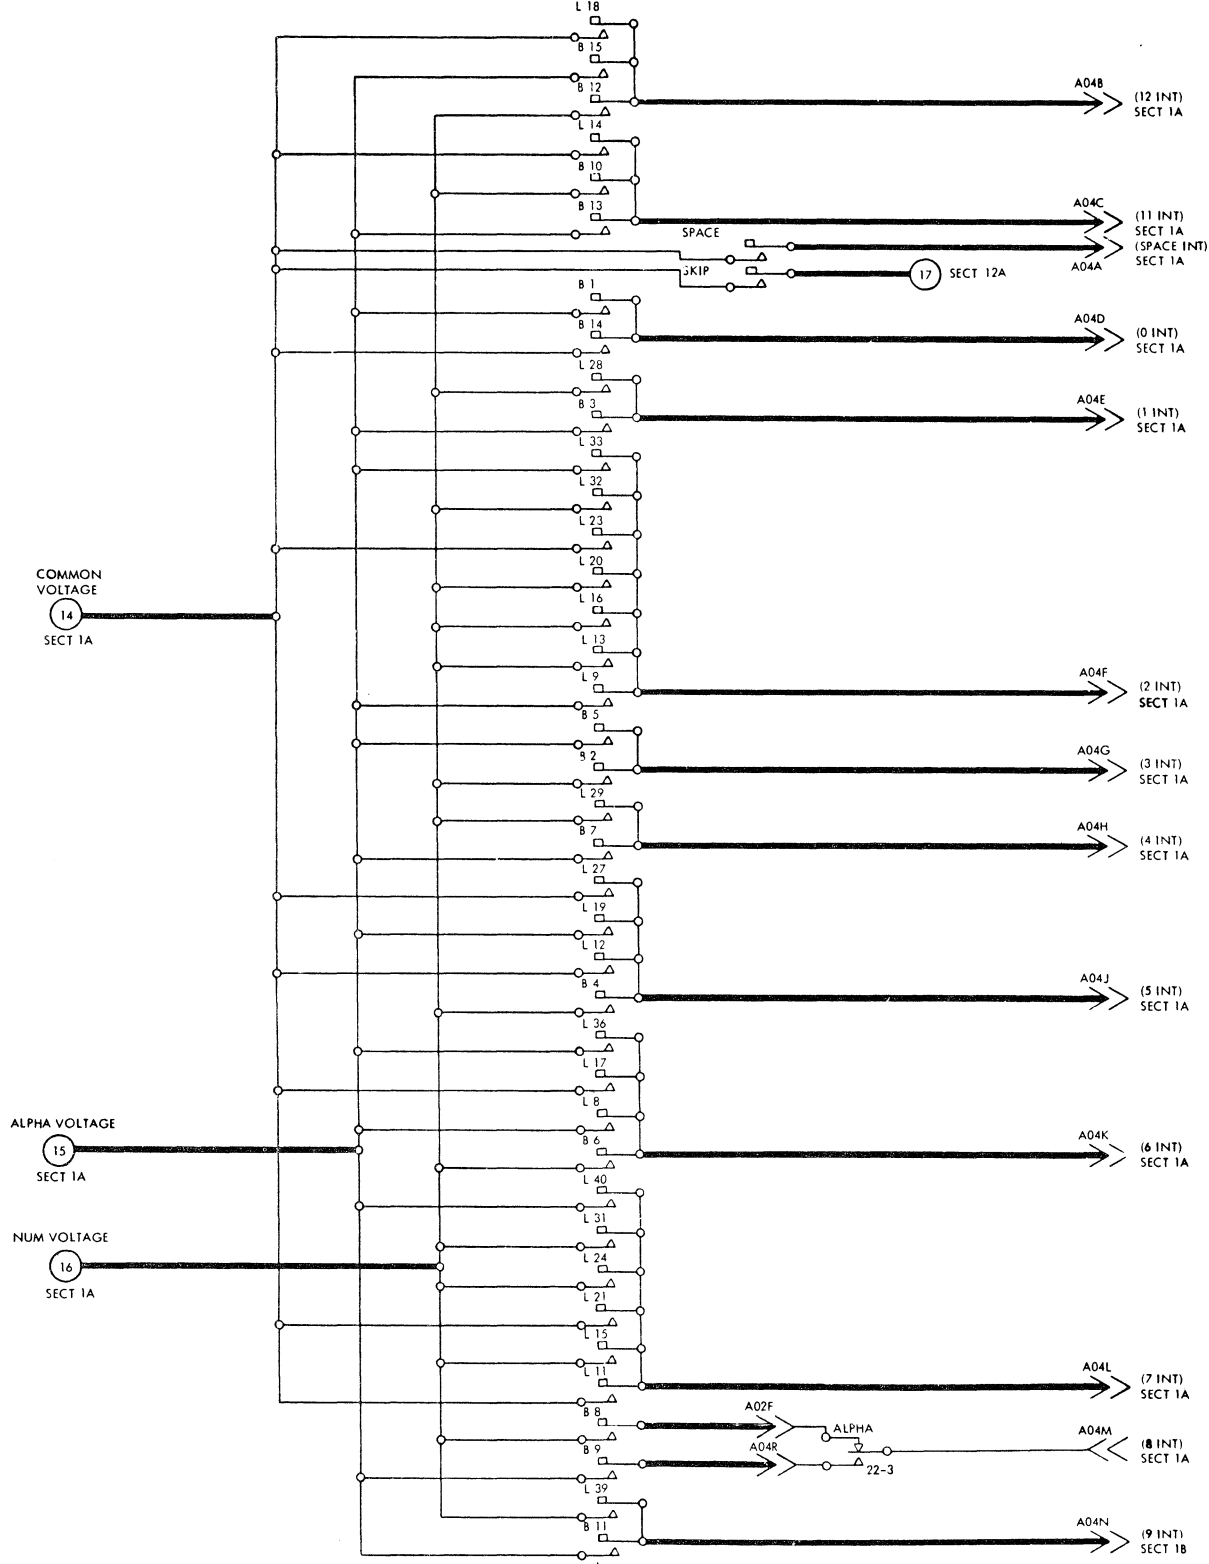 L 18
B 15
B 12
A04B
(12 INT)
SECT 1A
L 14
B 10
B 13
A04C
(11 INT)
SECT 1A
SPACE
(SPACE INT)
A04A
SECT 1A
SKIP
17
SECT 12A
B 1
B 14
A04D
(0 INT)
SECT 1A
L 28
B 3
A04E
(1 INT)
SECT 1A
L 33
L 32
L 23
L 20
COMMON
VOLTAGE
14
SECT 1A
L 16
L 13
L 9
A04F
(2 INT)
SECT 1A
B 5
B 2
A04G
(3 INT)
SECT 1A
L 29
B 7
A04H
(4 INT)
SECT 1A
L 27
L 19
L 12
B 4
A04J
(5 INT)
SECT 1A
L 36
L 17
L 8
B 6
A04K
(6 INT)
SECT 1A
ALPHA VOLTAGE
15
SECT 1A
L 40
L 31
L 24
NUM VOLTAGE
16
SECT 1A
L 21
L 15
L 11
A04L
(7 INT)
SECT 1A
B 8
A02F
ALPHA
A04M
(8 INT)
SECT 1A
B 9
A04R
22-3
L 39
B 11
A04N
(9 INT)
SECT 1B